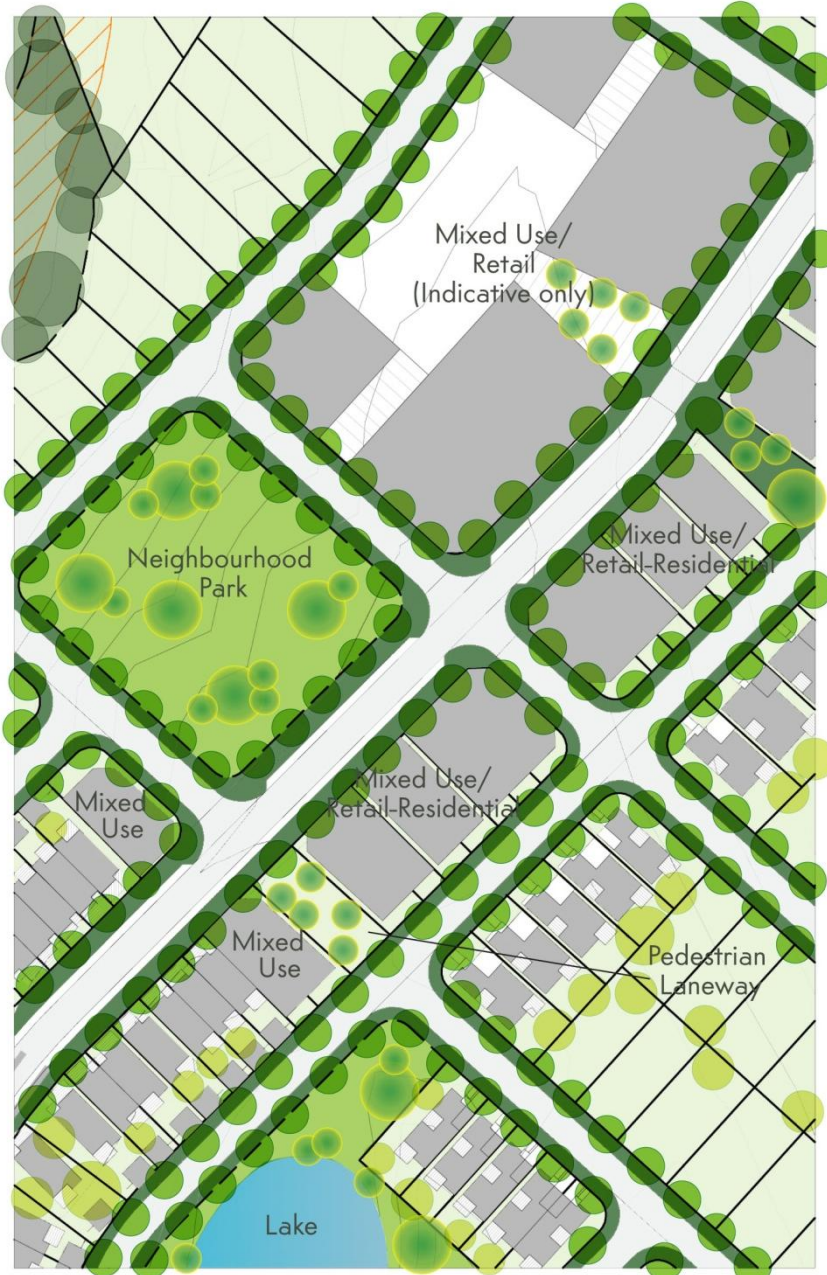 Mixed Use/
Retail
(Indicative only)
Mixed Use/
Retail-Residential
Neighbourhood
Park
Mixed Use/
Retail-Residential
Mixed
Use
Mixed
Use
Pedestrian
Laneway
Lake